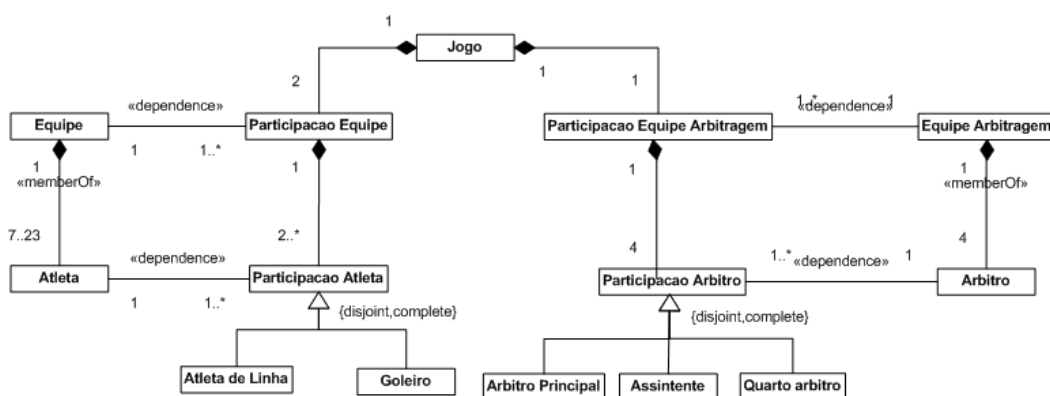 1
Jogo
1
2
1
«dependence»
1..*
1
«dependence»
Equipe
Participacao Equipe
Participacao Equipe Arbitragem
Equipe Arbitragem
1
1
1..*
1
1
1
«memberOf»
«memberOf»
7..23
2..*
4
4
«dependence»
1..*
1
«dependence»
Atleta
Participacao Atleta
Participacao Arbitro
Arbitro
1
1..*
{disjoint,complete}
{disjoint,complete}
Atleta de Linha
Goleiro
Arbitro Principal
Assintente
Quarto arbitro